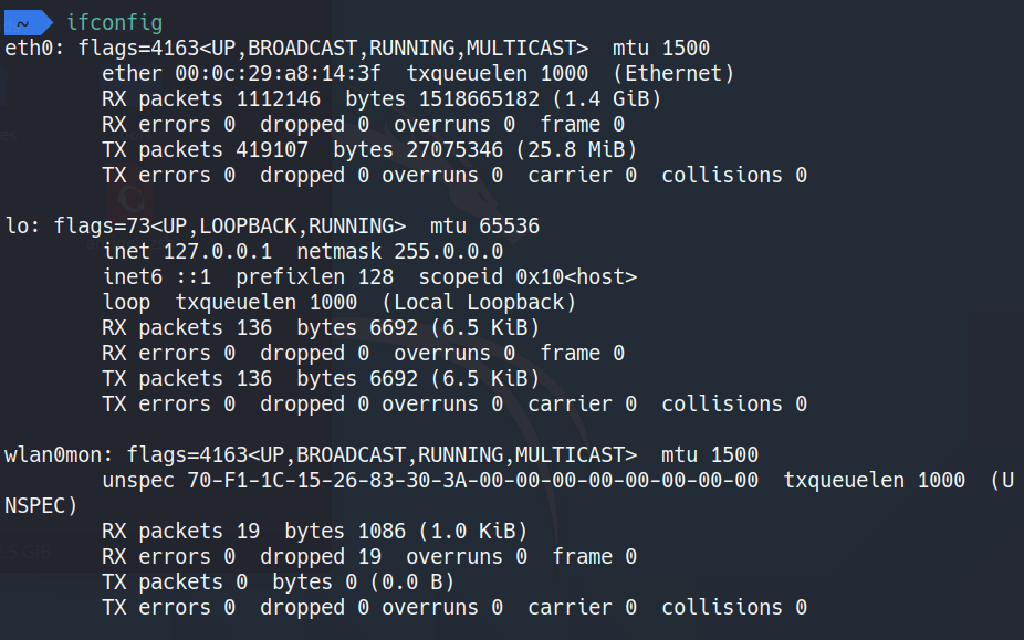 ~ ifconfig
eth0: flags=4163<UP,BROADCAST,RUNNING,MULTICAST>  mtu 1500
        ether 00:0c:29:a8:14:3f  txqueuelen 1000  (Ethernet)
        RX packets 1112146  bytes 1518665182 (1.4 GiB)
        RX errors 0  dropped 0  overruns 0  frame 0
        TX packets 419107  bytes 27075346 (25.8 MiB)
        TX errors 0  dropped 0 overruns 0  carrier 0  collisions 0

lo: flags=73<UP,LOOPBACK,RUNNING>  mtu 65536
        inet 127.0.0.1  netmask 255.0.0.0
        inet6 ::1  prefixlen 128  scopeid 0x10<host>
        loop  txqueuelen 1000  (Local Loopback)
        RX packets 136  bytes 6692 (6.5 KiB)
        RX errors 0  dropped 0  overruns 0  frame 0
        TX packets 136  bytes 6692 (6.5 KiB)
        TX errors 0  dropped 0 overruns 0  carrier 0  collisions 0

wlan0mon: flags=4163<UP,BROADCAST,RUNNING,MULTICAST>  mtu 1500
        unspec 70-F1-1C-15-26-83-30-3A-00-00-00-00-00-00-00-00  txqueuelen 1000  (U
NSPEC)
        RX packets 19  bytes 1086 (1.0 KiB)
        RX errors 0  dropped 19  overruns 0  frame 0
        TX packets 0  bytes 0 (0.0 B)
        TX errors 0  dropped 0 overruns 0  carrier 0  collisions 0